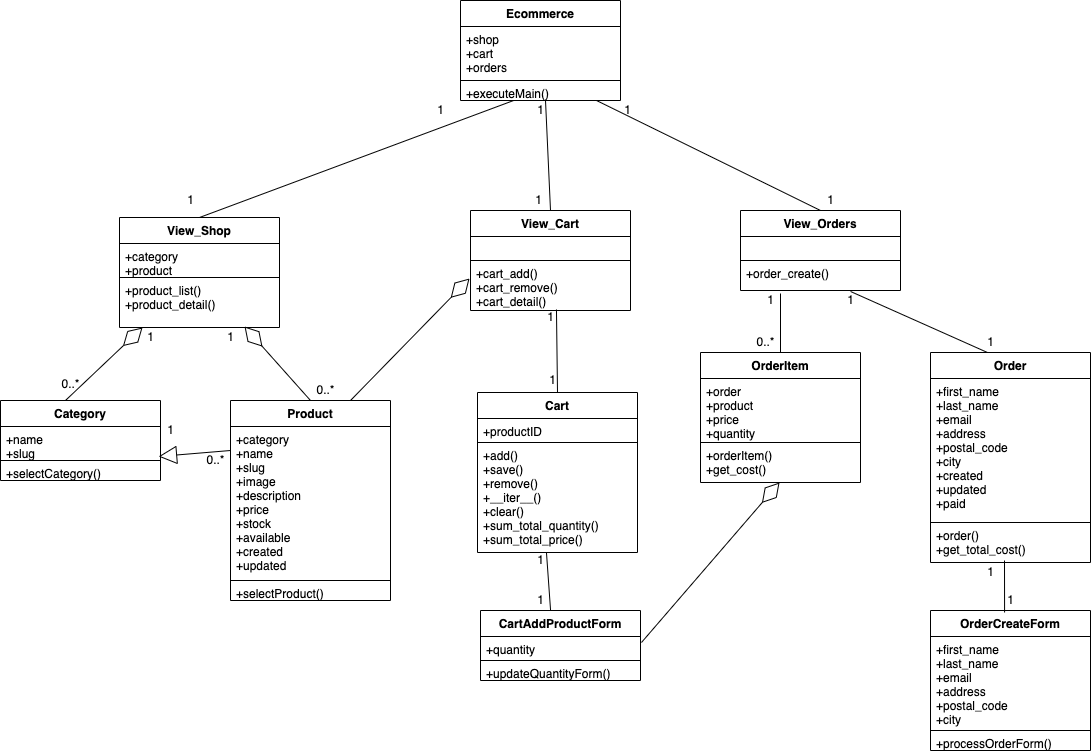 Ecommerce
+shop
+cart
+orders
+executeMain()
1
1
1
1
1
1
View_Shop
+category
+product
+product_list()
+product_detail()
View_Cart
+cart_add()
+cart_remove()
+cart_detail()
View_Orders
+order_create()
1
1
1
1
1
0..*
0..*
0..*
1
1
Category
+name
+slug
+selectCategory()
1
0..*
Product
+category
+name
+slug
+image
+description
+price
+stock
+available
+created
+updated
+selectProduct()
Cart
+productID
+add()
+save()
+remove()
+__iter__()
+clear()
+sum_total_quantity()
+sum_total_price()
OrderItem
+order
+product
+price
+quantity
+orderItem()
+get_cost()
Order
+first_name
+last_name
+email
+address
+postal_code
+city
+created
+updated
+paid
+order()
+get_total_cost()
1
1
1
1
CartAddProductForm
+quantity
+updateQuantityForm()
OrderCreateForm
+first_name
+last_name
+email
+address
+postal_code
+city
+processOrderForm()